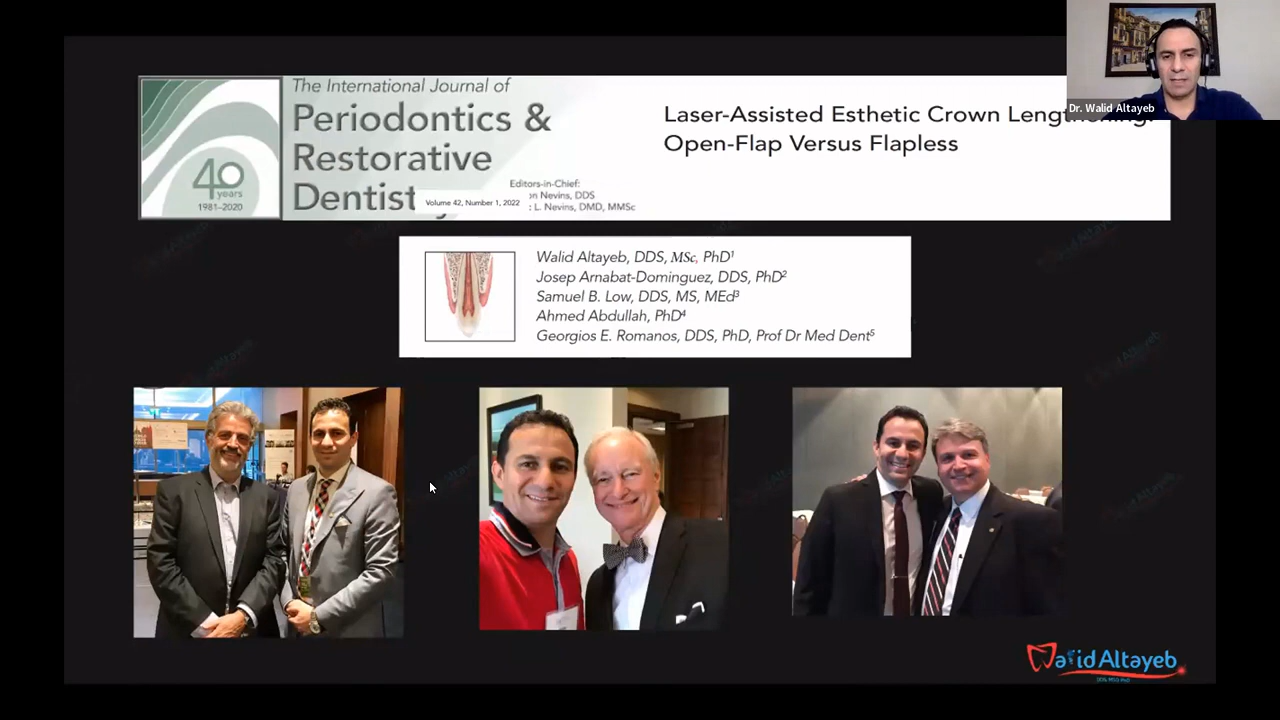 The International Journal of
Periodontics &
Restorative
Dentist
40
years
1981–2020
Editors-in-Chief:
n Nevins, DDS
: L. Nevins, DMD, MMSc
Volume 42, Number 1, 2022
Laser-Assisted Esthetic Crown Lengthening:
Open-Flap Versus Flapless
Dr. Walid Altayeb
Walid Altayeb, DDS, MSc, PhD¹
Josep Arnabat-Dominguez, DDS, PhD²
Samuel B. Low, DDS, MS, MEd³
Ahmed Abdullah, PhD⁴
Georgios E. Romanos, DDS, PhD, Prof Dr Med Dent⁵
Walid Altayeb
DDS, MSc, PhD